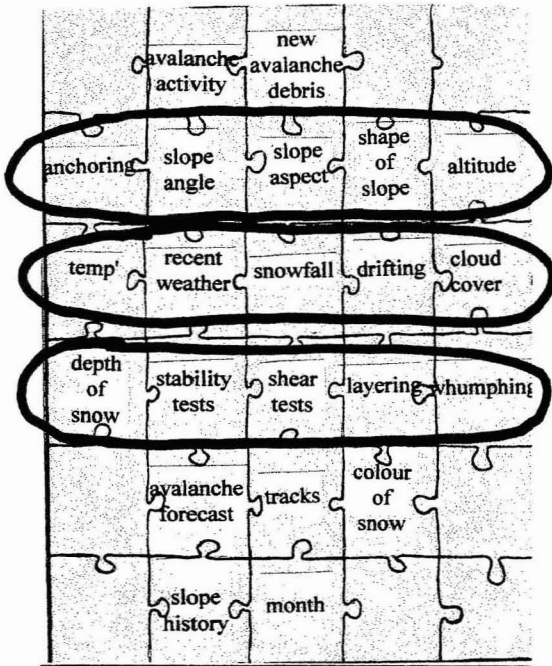 avalanche activity
new avalanche debris
anchoring
slope angle
slope aspect
shape of slope
altitude
temp'
recent weather
snowfall
drifting
cloud cover
depth of snow
stability tests
shear tests
layering
whumphing
avalanche forecast
tracks
colour of snow
slope history
month